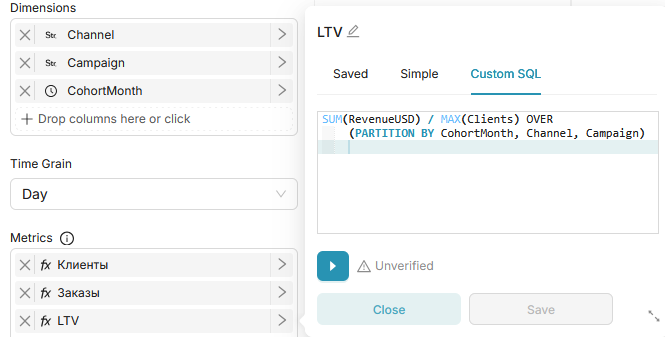 Dimensions
Str. Channel
Str. Campaign
CohortMonth
+ Drop columns here or click
Time Grain
Day
Metrics
fx Клиенты
fx Заказы
fx LTV
LTV
Saved Simple Custom SQL
SUM(RevenueUSD) / MAX(Clients) OVER
(PARTITION BY CohortMonth, Channel, Campaign)
Unverified
Close Save